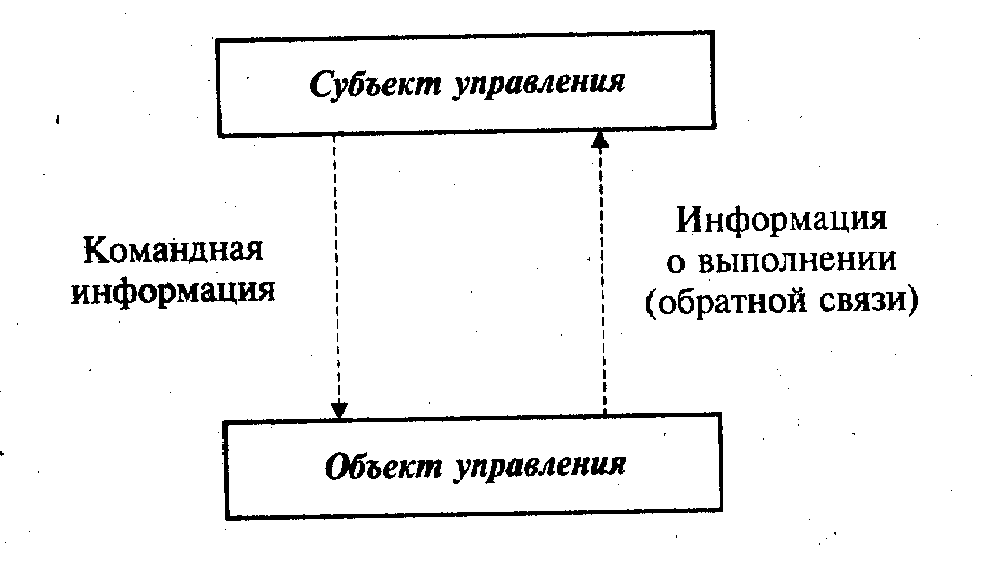 Субъект управления
Командная
информация
Информация
о выполнении
(обратной связи)
Объект управления